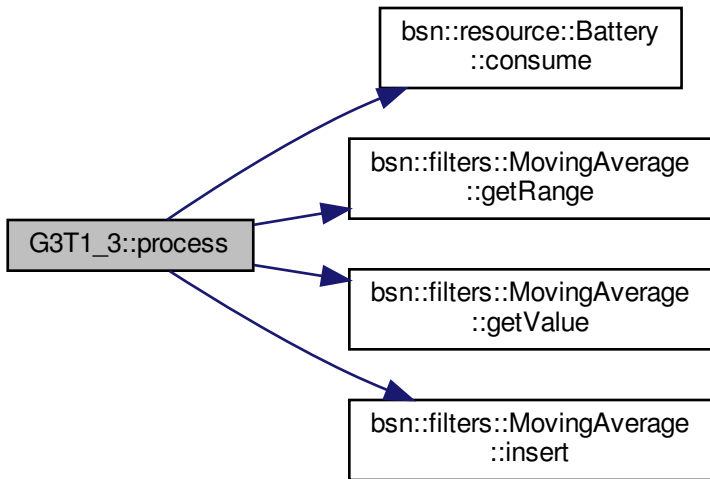 bsn::resource::Battery
::consume
bsn::filters::MovingAverage
::getRange
G3T1_3::process
bsn::filters::MovingAverage
::getValue
bsn::filters::MovingAverage
::insert